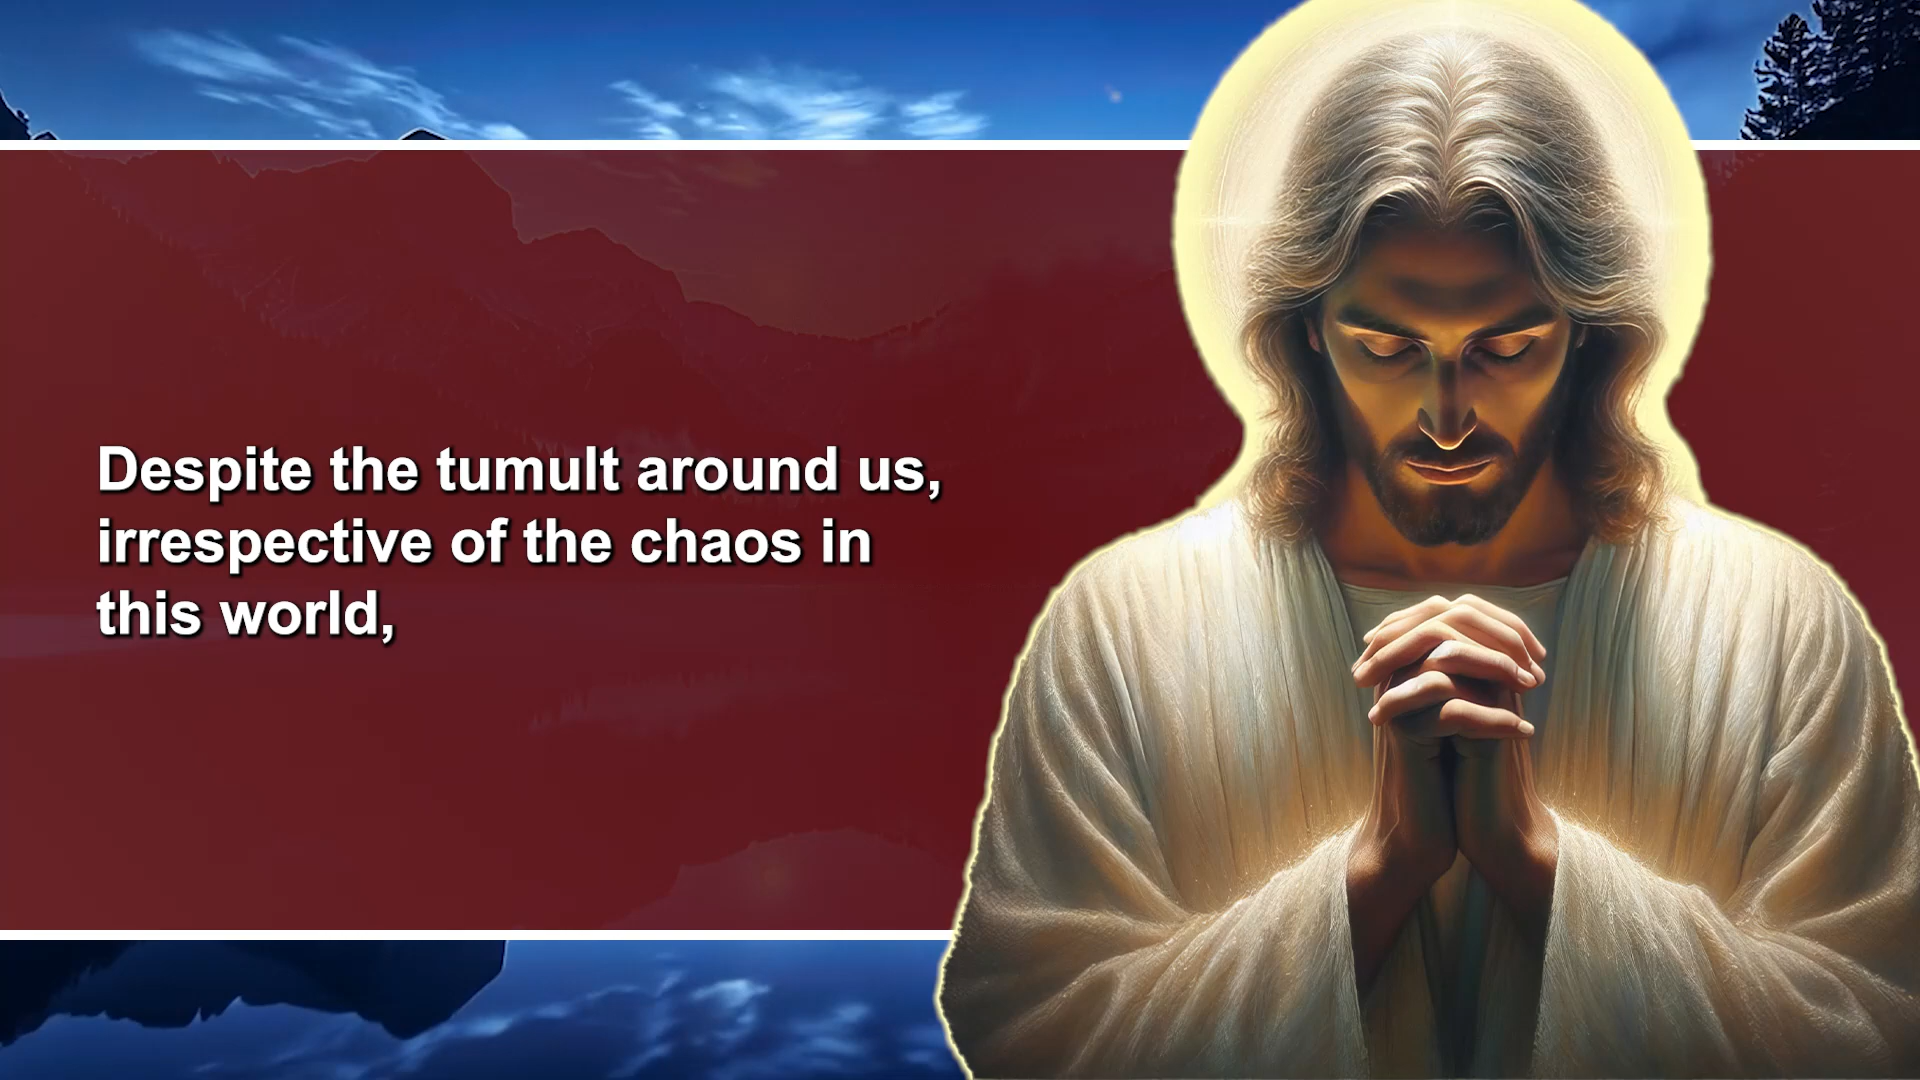 Despite the tumult around us,
irrespective of the chaos in
this world,